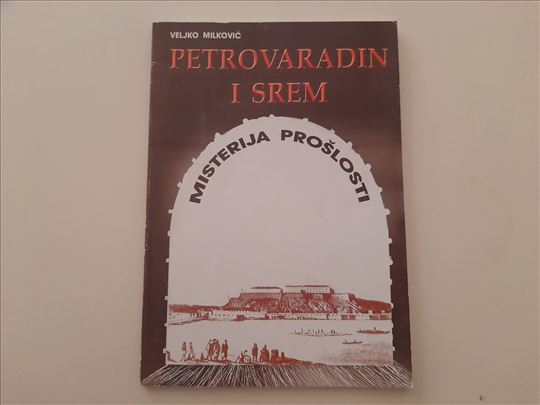 VELJKO MILKOVIĆ
PETROVARADIN
I SREM
MISTERIJA PROŠLOSTI